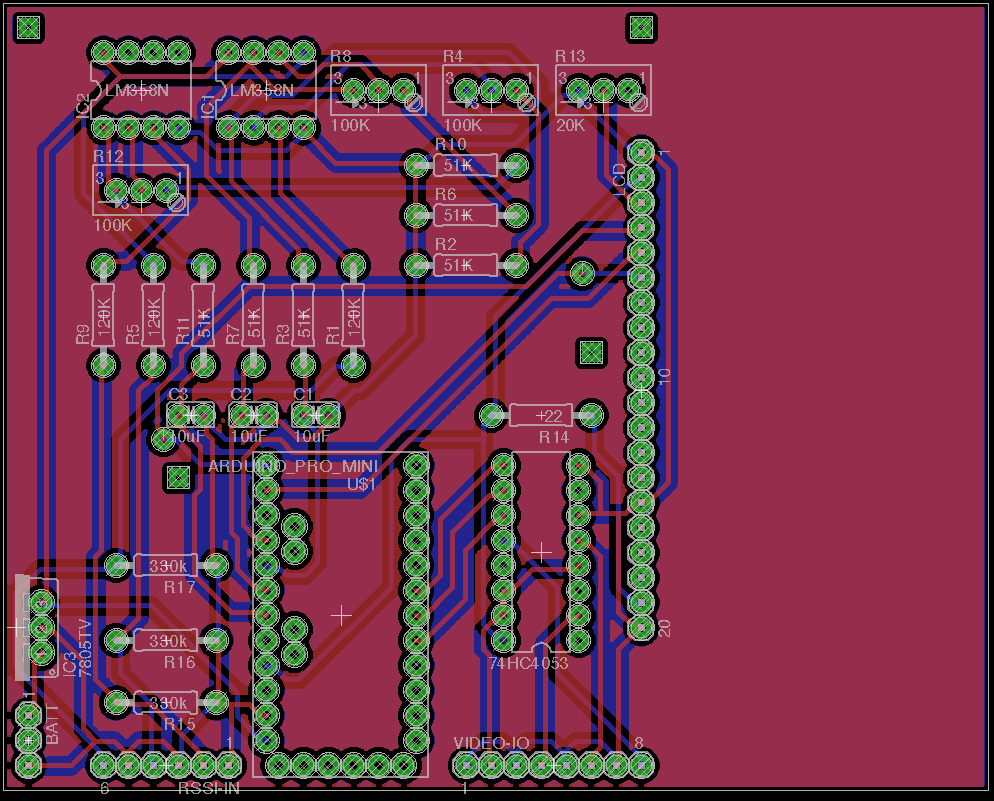 R8
R4
R13
3
1
3
1
3
1
IC2
LM358N
IC1
LM358N
100K
100K
20K
R12
R10
51K
1
3
1
LCD
R6
51K
100K
R2
51K
R9
120K
R5
120K
R11
51K
R7
51K
R3
51K
R1
120K
10
C3
C2
C1
10uF
10uF
10uF
22
R14
ARDUINO_PRO_MINI
U$1
330k
R17
3
2
1
IC3
7805TV
330k
R16
20
74HC4053
330k
R15
1
BATT
1
VIDEO-IO
8
6
RSSI-IN
1